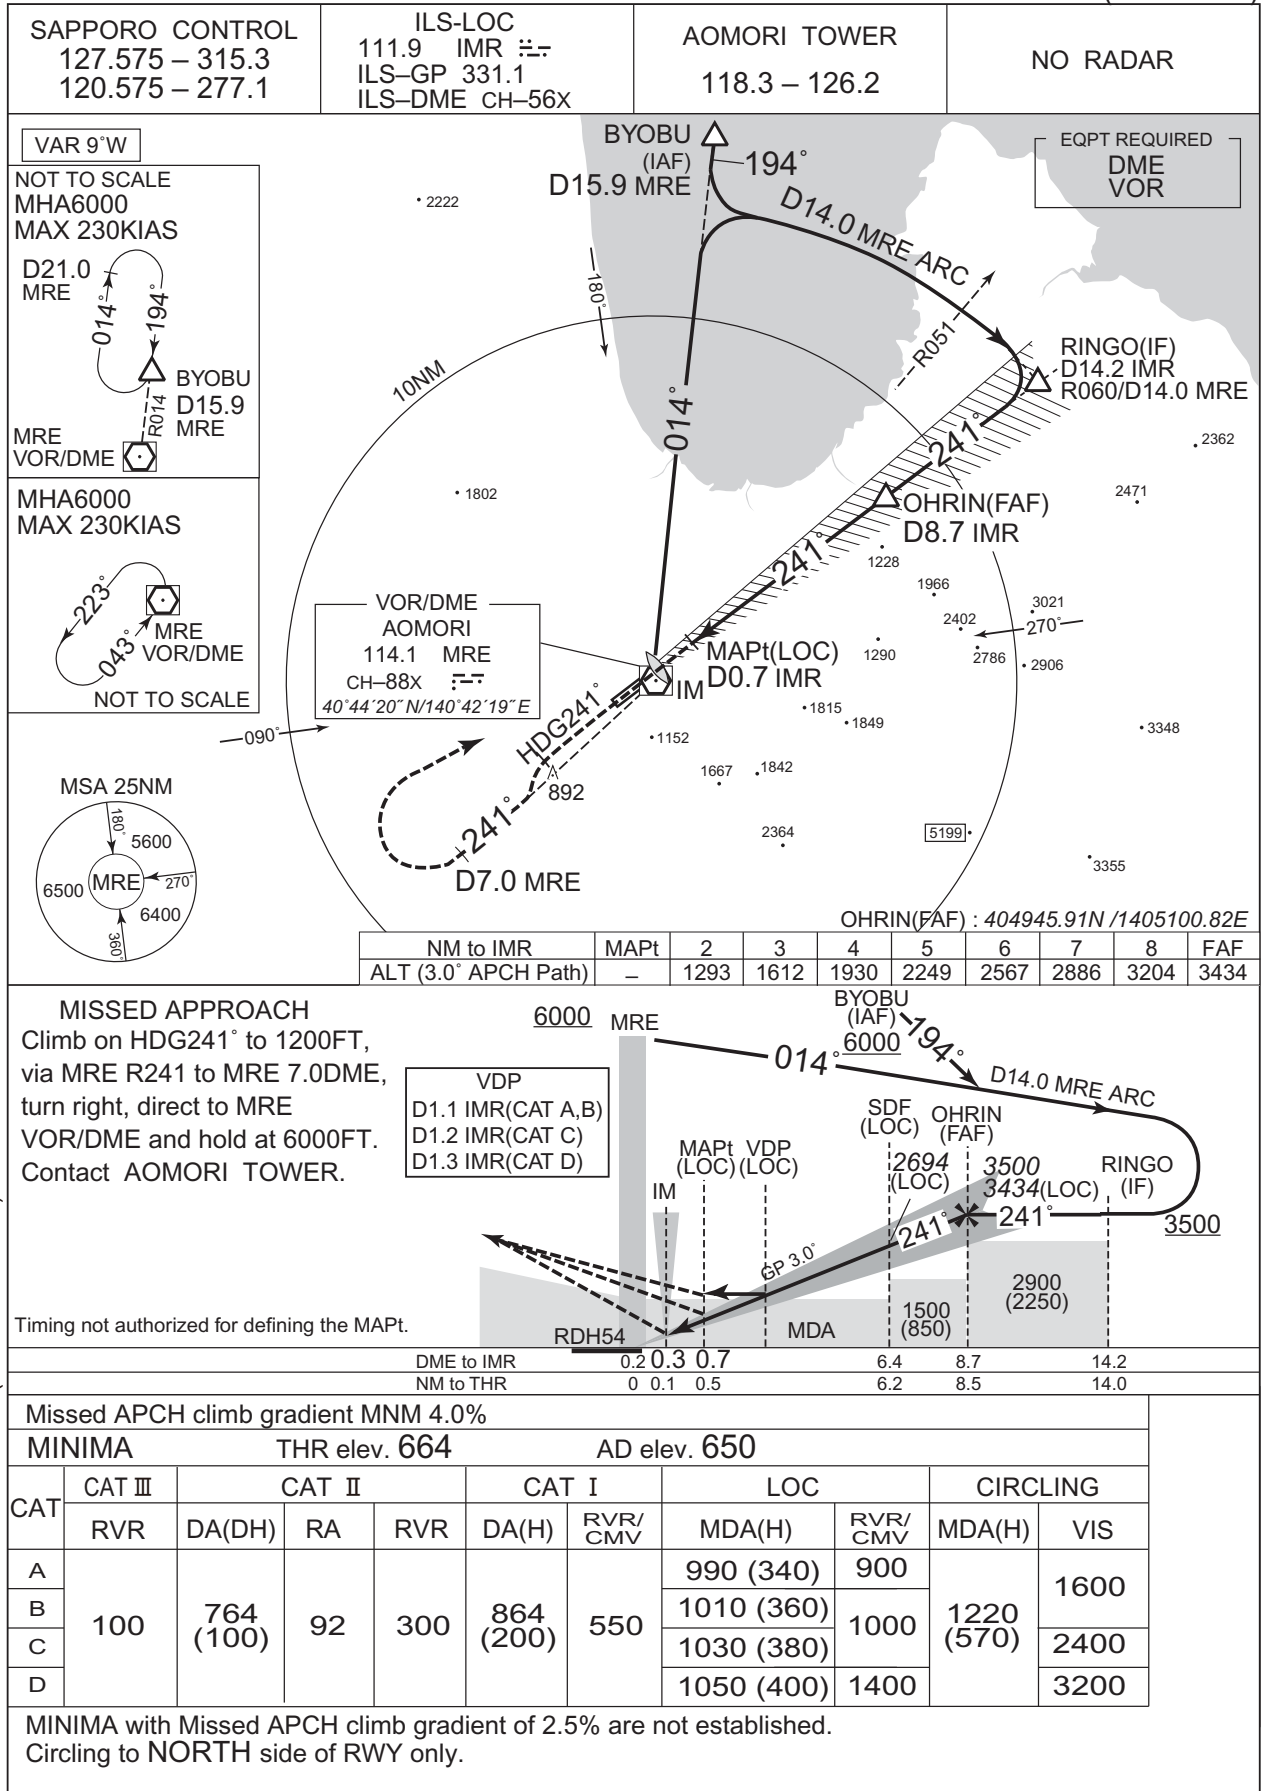 SAPPORO CONTROL
127.575 – 315.3
120.575 – 277.1
ILS-LOC
111.9 IMR
ILS–GP 331.1
ILS–DME CH–56X
AOMORI TOWER
118.3 – 126.2
NO RADAR
VAR 9°W
NOT TO SCALE
MHA6000
MAX 230KIAS
D21.0
MRE
014°
194°
BYOBU
D15.9
MRE
R014
MRE
VOR/DME
MHA6000
MAX 230KIAS
223°
043°
MRE
VOR/DME
NOT TO SCALE
BYOBU
(IAF)
D15.9 MRE
194°
D14.0 MRE ARC
EQPT REQUIRED
DME
VOR
2222
180°
R051
10NM
014°
RINGO(IF)
D14.2 IMR
R060/D14.0 MRE
241°
2362
1802
2471
OHRIN(FAF)
D8.7 IMR
241°
1228
1966
3021
2402
270°
2786
2906
1290
VOR/DME
AOMORI
114.1 MRE
CH–88X
40°44′20″N/140°42′19″E
MAPt(LOC)
D0.7 IMR
IM
1815
1849
3348
090°
HDG241°
1152
1667
1842
892
241°
D7.0 MRE
2364
5199
3355
MSA 25NM
180°
5600
MRE
270°
6500
6400
360°
OHRIN(FAF) : 404945.91N /1405100.82E
NM to IMR MAPt 2 3 4 5 6 7 8 FAF
ALT (3.0° APCH Path) – 1293 1612 1930 2249 2567 2886 3204 3434
MISSED APPROACH
Climb on HDG241° to 1200FT,
via MRE R241 to MRE 7.0DME,
turn right, direct to MRE
VOR/DME and hold at 6000FT.
Contact AOMORI TOWER.
Timing not authorized for defining the MAPt.
VDP
D1.1 IMR(CAT A,B)
D1.2 IMR(CAT C)
D1.3 IMR(CAT D)
6000 MRE
014°
BYOBU
(IAF)
6000
194°
D14.0 MRE ARC
SDF
(LOC)
OHRIN
(FAF)
MAPt
(LOC)
VDP
(LOC)
2694
(LOC)
3500
3434(LOC)
RINGO
(IF)
3500
IM
241°
241°
GP 3.0°
2900
(2250)
1500
(850)
MDA
RDH54
DME to IMR 0.2 0.3 0.7 6.4 8.7 14.2
NM to THR 0 0.1 0.5 6.2 8.5 14.0
Missed APCH climb gradient MNM 4.0%
MINIMA THR elev. 664 AD elev. 650
CAT CAT Ⅲ CAT Ⅱ CAT Ⅰ LOC CIRCLING
RVR DA(DH) RA RVR DA(H) RVR/CMV MDA(H) RVR/CMV MDA(H) VIS
A 990 (340) 900
B 1010 (360)
C 1030 (380)
D 1050 (400) 1400
100 764 (100) 92 300 864 (200) 550 1000 1220 (570)
1600
2400
3200
MINIMA with Missed APCH climb gradient of 2.5% are not established.
Circling to NORTH side of RWY only.